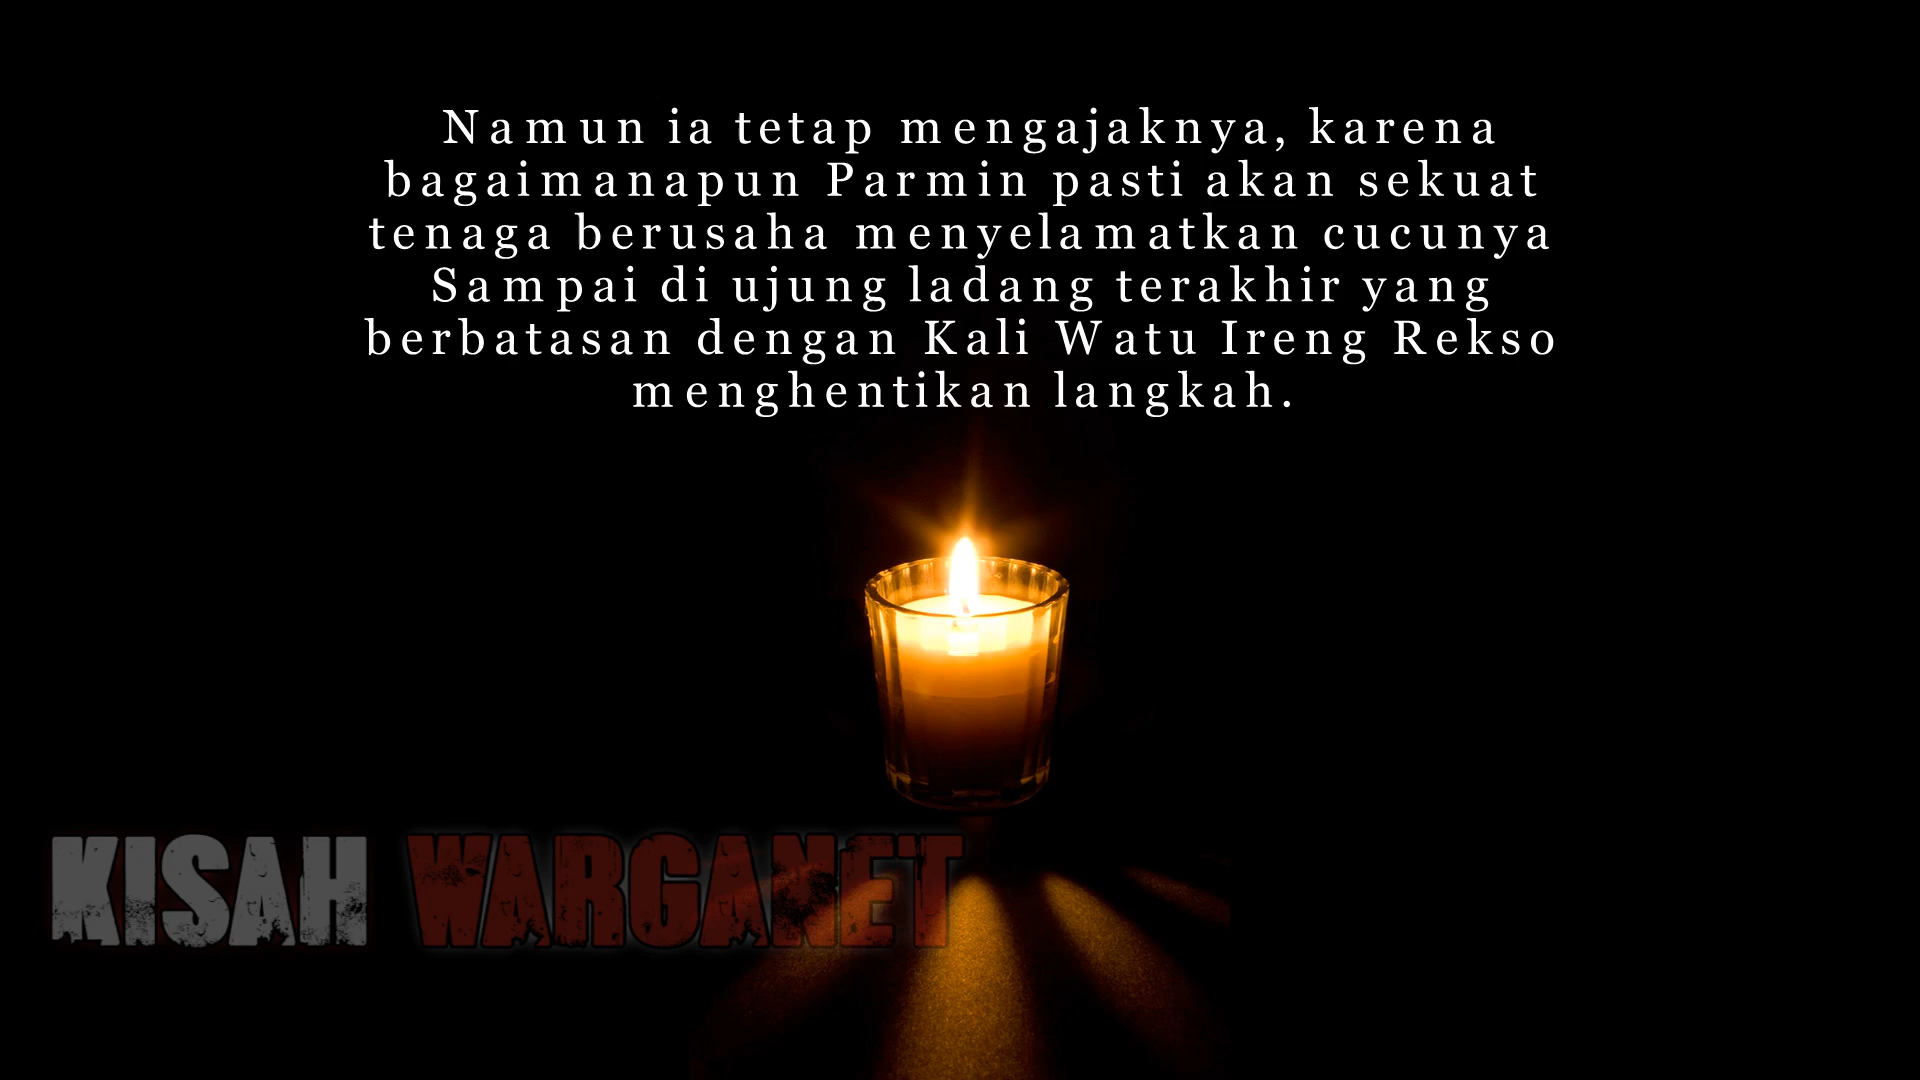 Namun ia tetap mengajaknya, karena
bagaimanapun Parmin pasti akan sekuat
tenaga berusaha menyelamatkan cucunya
Sampai di ujung ladang terakhir yang
berbatasan dengan Kali Watu Ireng Rekso
menghentikan langkah.
KISAH WARGANET